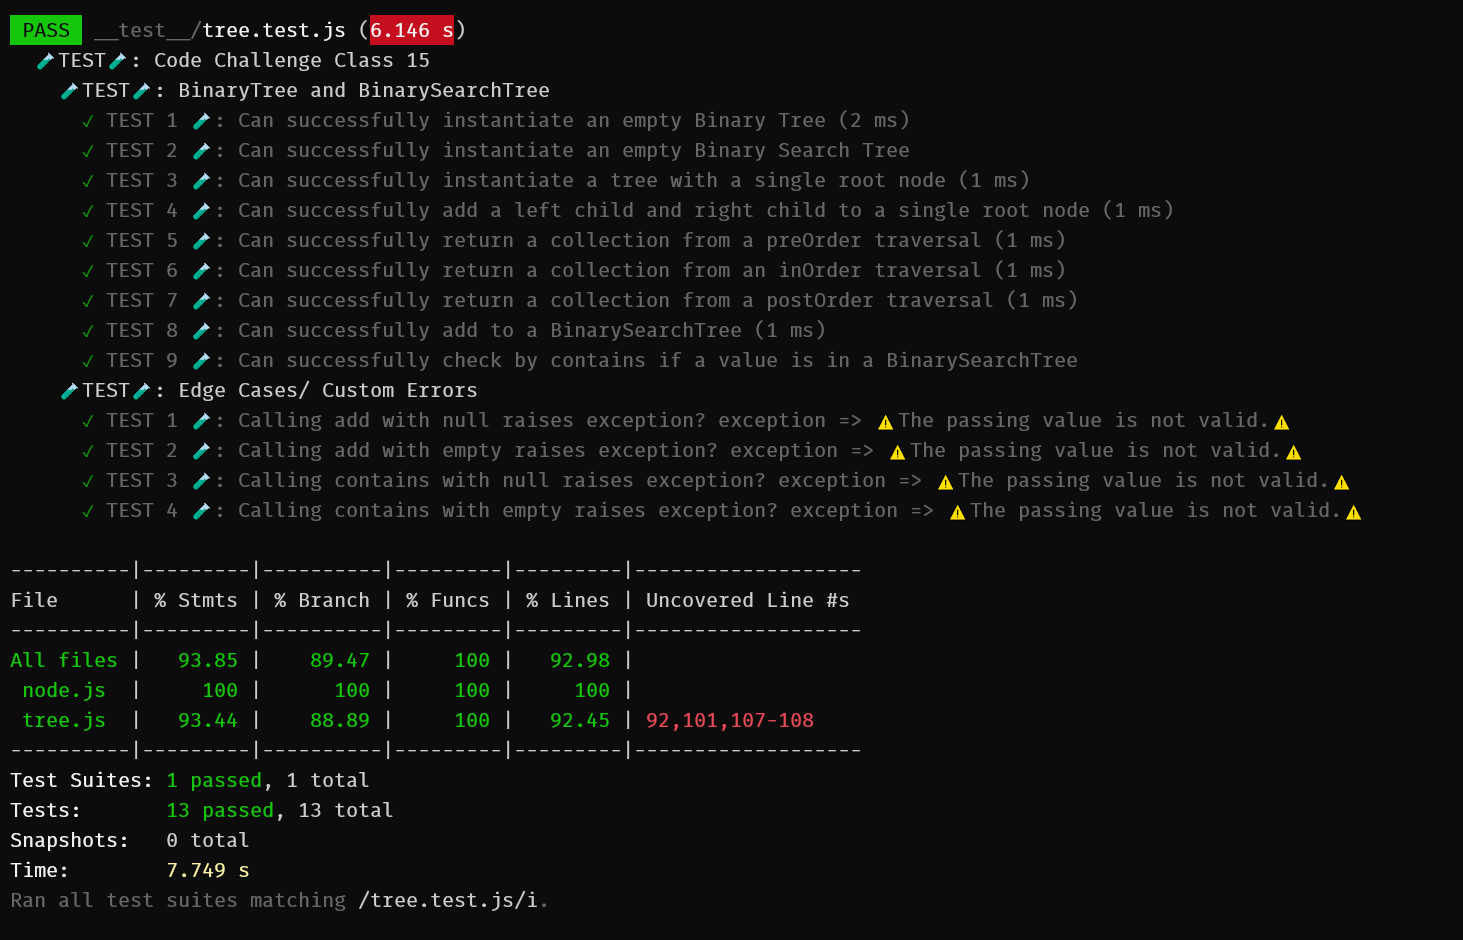 PASS __test__/tree.test.js (6.146 s)
🧪TEST🧪: Code Challenge Class 15
🧪TEST🧪: BinaryTree and BinarySearchTree
✓ TEST 1 🧪: Can successfully instantiate an empty Binary Tree (2 ms)
✓ TEST 2 🧪: Can successfully instantiate an empty Binary Search Tree
✓ TEST 3 🧪: Can successfully instantiate a tree with a single root node (1 ms)
✓ TEST 4 🧪: Can successfully add a left child and right child to a single root node (1 ms)
✓ TEST 5 🧪: Can successfully return a collection from a preOrder traversal (1 ms)
✓ TEST 6 🧪: Can successfully return a collection from an inOrder traversal (1 ms)
✓ TEST 7 🧪: Can successfully return a collection from a postOrder traversal (1 ms)
✓ TEST 8 🧪: Can successfully add to a BinarySearchTree (1 ms)
✓ TEST 9 🧪: Can successfully check by contains if a value is in a BinarySearchTree
🧪TEST🧪: Edge Cases/ Custom Errors
✓ TEST 1 🧪: Calling add with null raises exception? exception => ⚠️The passing value is not valid.⚠️
✓ TEST 2 🧪: Calling add with empty raises exception? exception => ⚠️The passing value is not valid.⚠️
✓ TEST 3 🧪: Calling contains with null raises exception? exception => ⚠️The passing value is not valid.⚠️
✓ TEST 4 🧪: Calling contains with empty raises exception? exception => ⚠️The passing value is not valid.⚠️
----------|---------|----------|---------|---------|-------------------
File      | % Stmts | % Branch | % Funcs | % Lines | Uncovered Line #s
----------|---------|----------|---------|---------|-------------------
All files |   93.85 |    89.47 |     100 |   92.98 |
 node.js  |     100 |      100 |     100 |     100 |
 tree.js  |   93.44 |    88.89 |     100 |   92.45 | 92,101,107-108
----------|---------|----------|---------|---------|-------------------
Test Suites: 1 passed, 1 total
Tests:       13 passed, 13 total
Snapshots:   0 total
Time:        7.749 s
Ran all test suites matching /tree.test.js/i.